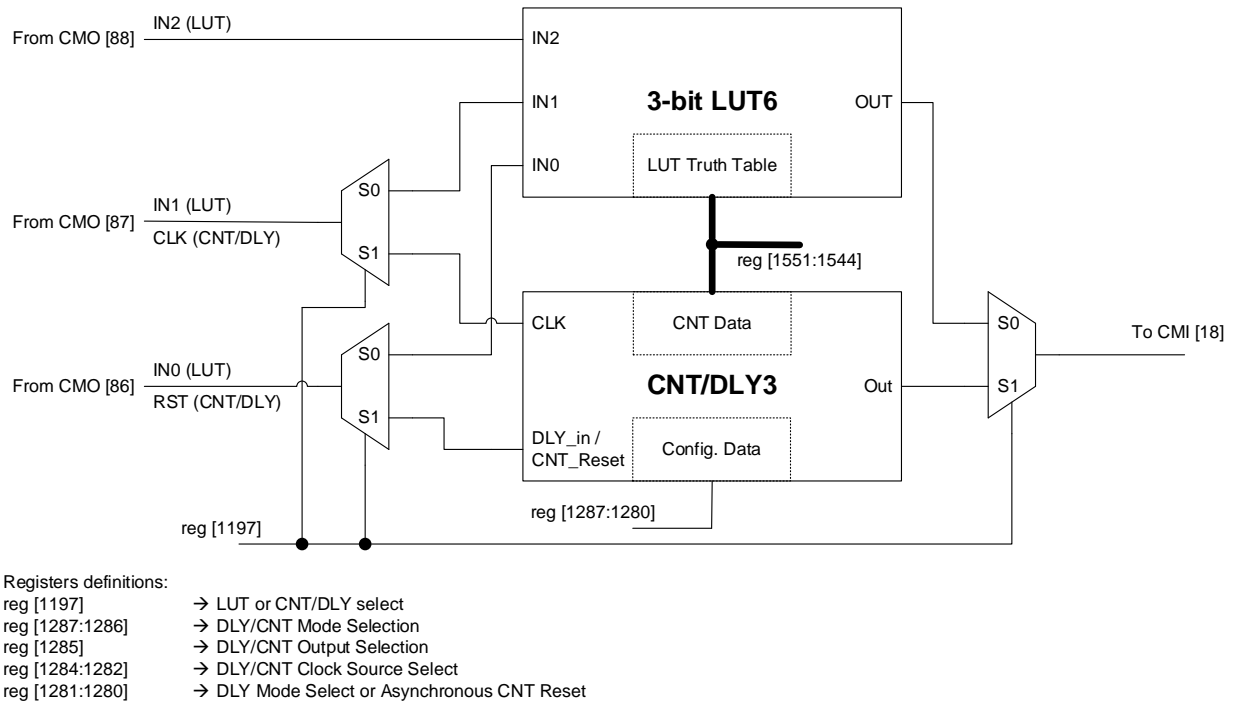 From CMO [88]
IN2 (LUT)
IN2
IN1
IN0
3-bit LUT6
OUT
LUT Truth Table
S0
S1
From CMO [87]
IN1 (LUT)
CLK (CNT/DLY)
reg [1551:1544]
CLK
CNT Data
S0
S1
To CMI [18]
S0
S1
From CMO [86]
IN0 (LUT)
RST (CNT/DLY)
CNT/DLY3
Out
DLY_in /
CNT_Reset
Config. Data
reg [1287:1280]
reg [1197]
Registers definitions:
reg [1197] → LUT or CNT/DLY select
reg [1287:1286] → DLY/CNT Mode Selection
reg [1285] → DLY/CNT Output Selection
reg [1284:1282] → DLY/CNT Clock Source Select
reg [1281:1280] → DLY Mode Select or Asynchronous CNT Reset